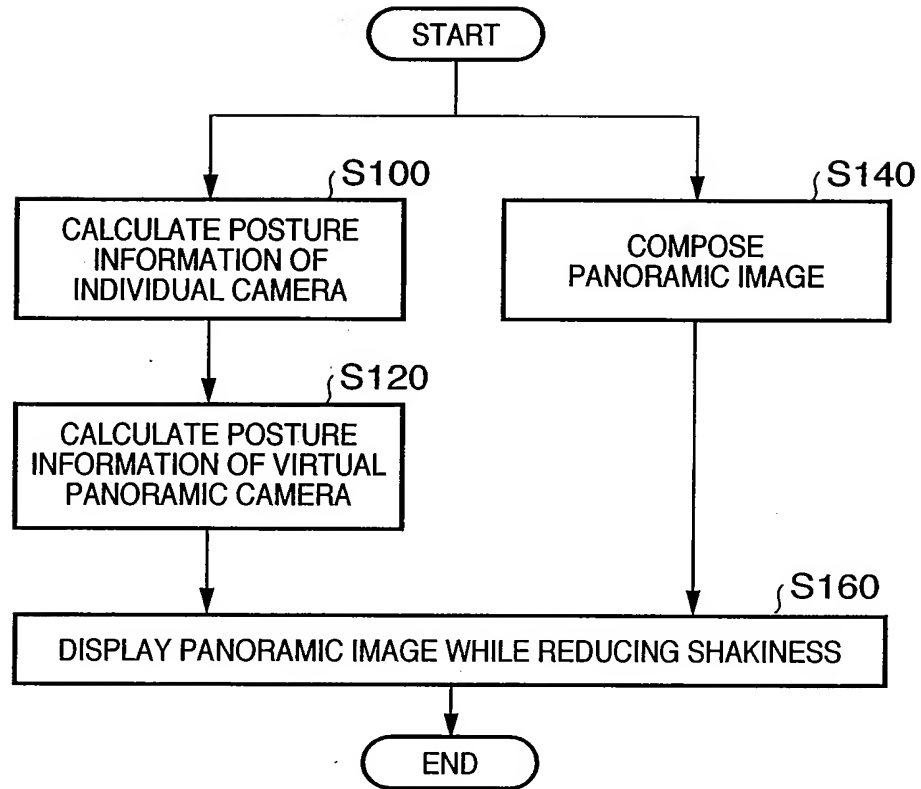 START
S100
CALCULATE POSTURE
INFORMATION OF
INDIVIDUAL CAMERA
S140
COMPOSE
PANORAMIC IMAGE
S120
CALCULATE POSTURE
INFORMATION OF VIRTUAL
PANORAMIC CAMERA
S160
DISPLAY PANORAMIC IMAGE WHILE REDUCING SHAKINESS
END